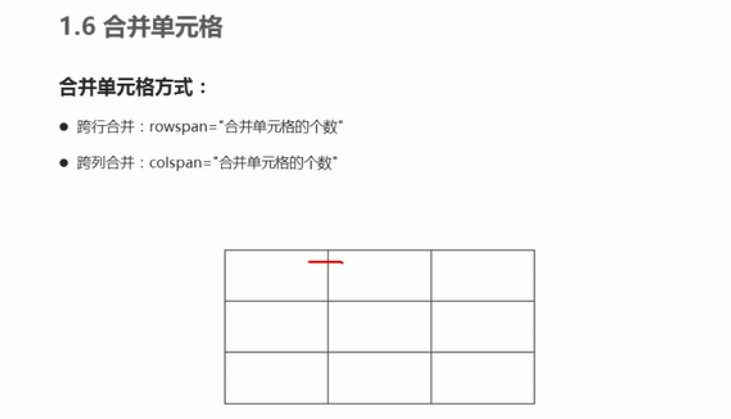 1.6 合并单元格
合并单元格方式：
● 跨行合并：rowspan="合并单元格的个数"
● 跨列合并：colspan="合并单元格的个数"